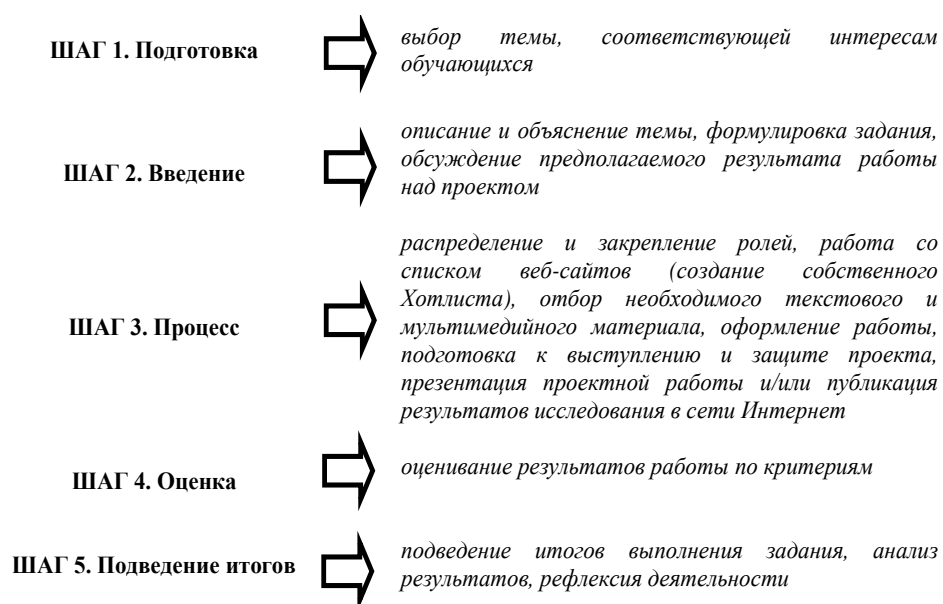 ШАГ 1. Подготовка
выбор темы, соответствующей интересам
обучающихся
ШАГ 2. Введение
описание и объяснение темы, формулировка задания,
обсуждение предполагаемого результата работы
над проектом
ШАГ 3. Процесс
распределение и закрепление ролей, работа со
списком веб-сайтов (создание собственного
Хотлиста), отбор необходимого текстового и
мультимедийного материала, оформление работы,
подготовка к выступлению и защите проекта,
презентация проектной работы и/или публикация
результатов исследования в сети Интернет
ШАГ 4. Оценка
оценивание результатов работы по критериям
ШАГ 5. Подведение итогов
подведение итогов выполнения задания, анализ
результатов, рефлексия деятельности